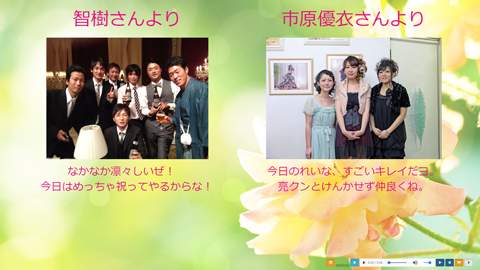 智樹さんより
なかなか凛々しいぜ！
今日はめっちゃ祝ってやるからな！
市原優衣さんより
今日のれいな、すごいキレイだヨ
亮クンとけんかせず仲良くね。